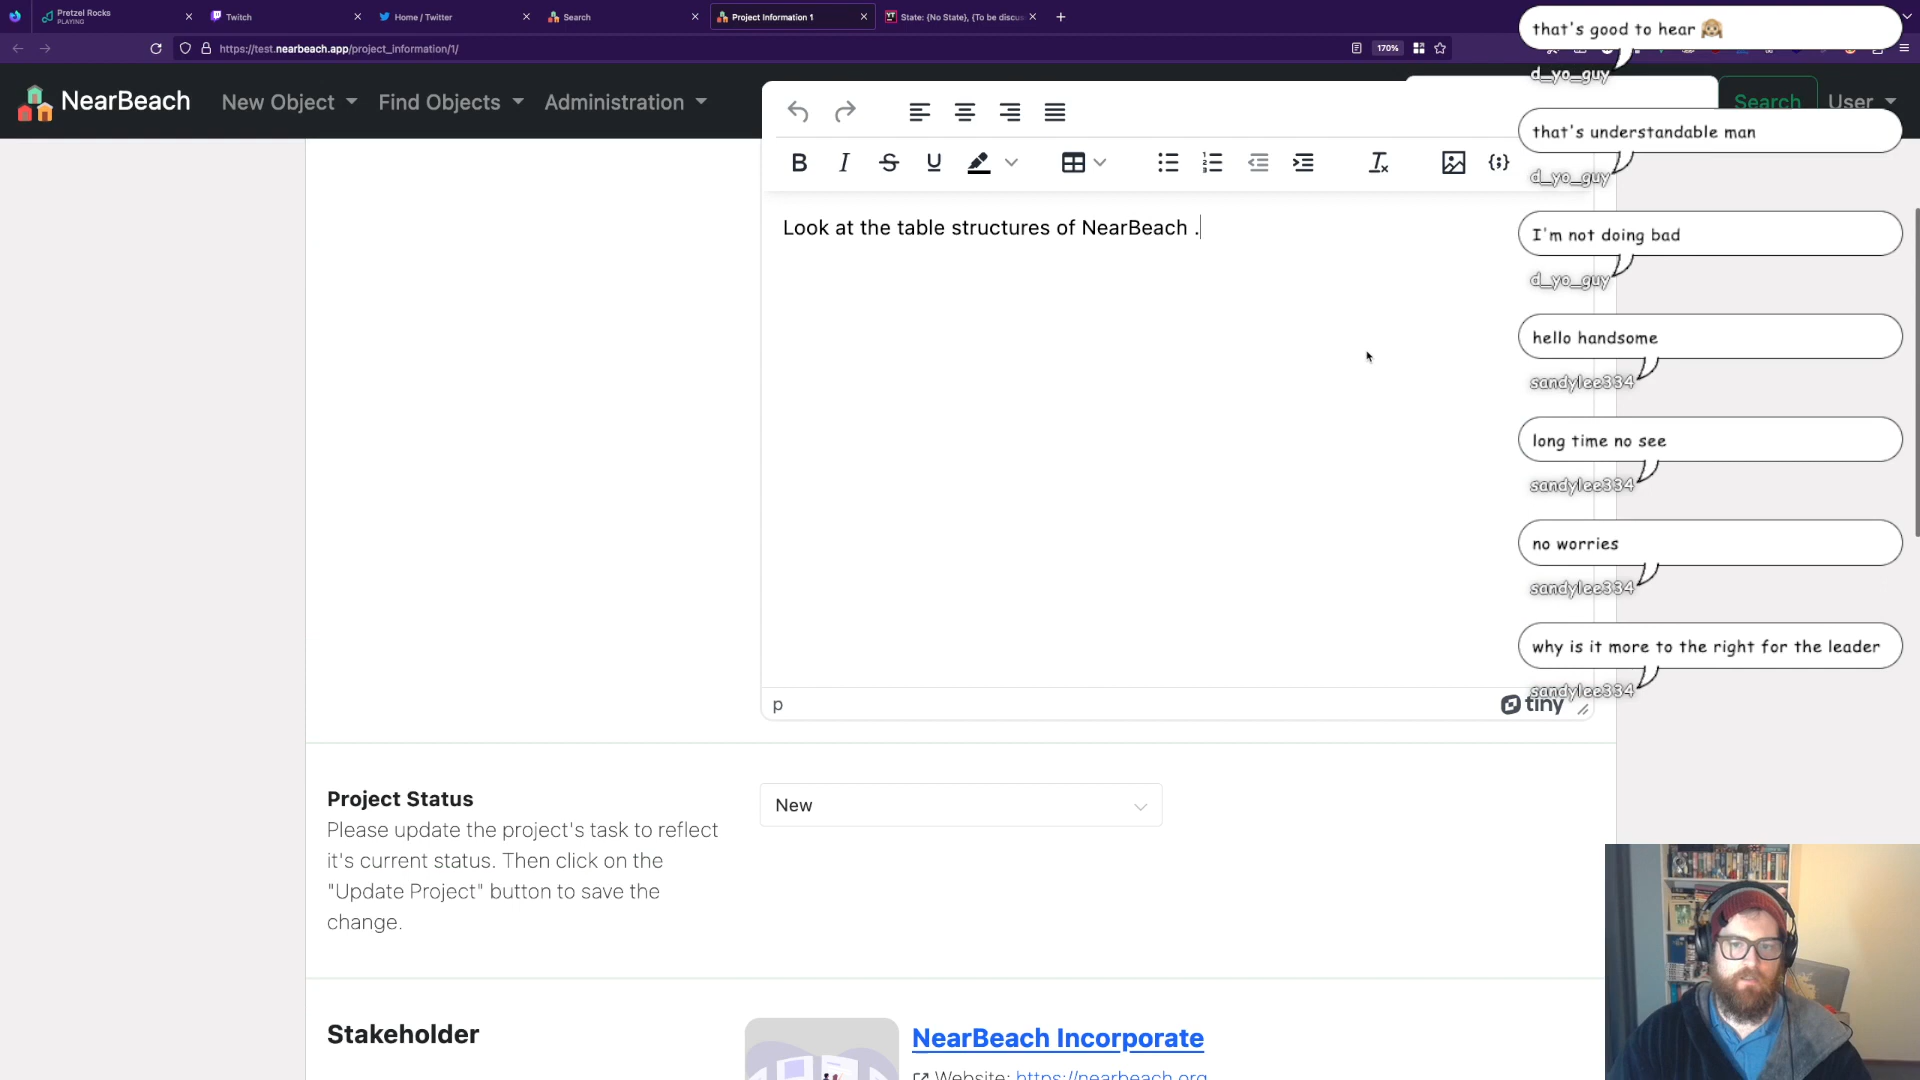 Pretzel Rocks
PLAYING
Twitch
Home / Twitter
Search
Project Information 1
State: {No State}, {To be discus
https://test.nearbeach.app/project_information/1/
170%
NearBeach
New Object
Find Objects
Administration
Search
User
Look at the table structures of NearBeach .
p
tiny
Project Status
Please update the project's task to reflect
it's current status. Then click on the
"Update Project" button to save the
change.
New
Stakeholder
NearBeach Incorporate
Website: https://nearbeach.org
that's good to hear
d_yo_guy
that's understandable man
d_yo_guy
I'm not doing bad
d_yo_guy
hello handsome
sandylee334
long time no see
sandylee334
no worries
sandylee334
why is it more to the right for the leader
sandylee334